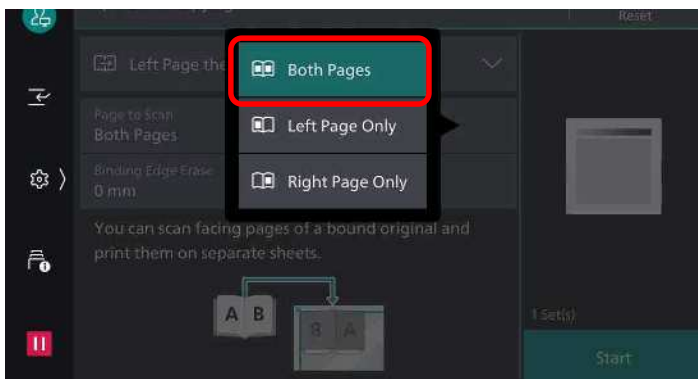 Reset
Left Page the
Both Pages
Page to Scan
Both Pages
Left Page Only
Binding Edge Erase
0 mm
Right Page Only
You can scan facing pages of a bound original and
print them on separate sheets.
A B
B A
1 Set(s)
Start